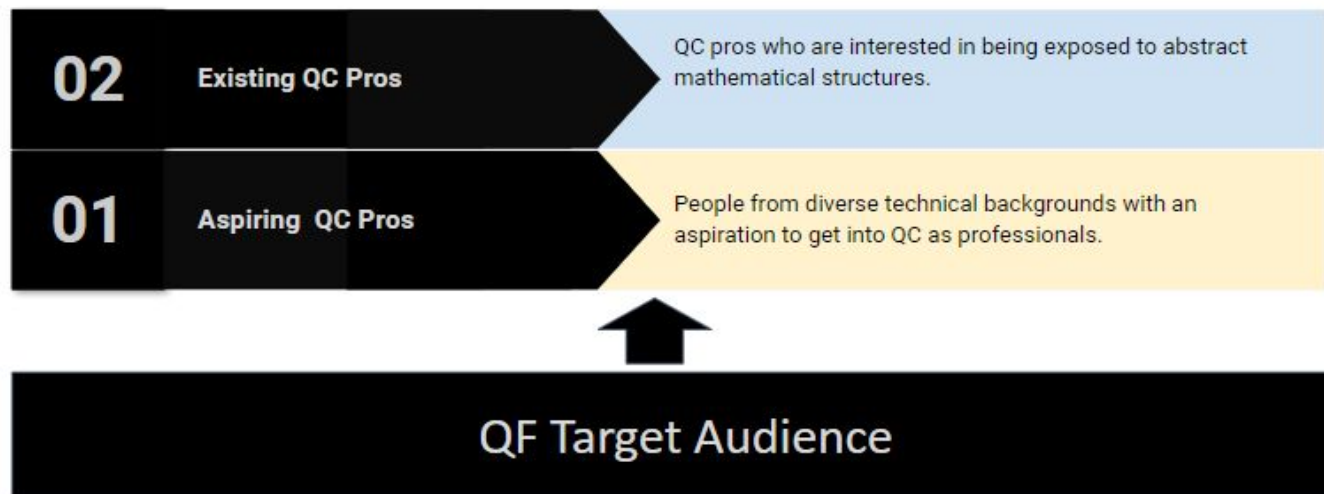 02
Existing QC Pros
QC pros who are interested in being exposed to abstract
mathematical structures.
01
Aspiring QC Pros
People from diverse technical backgrounds with an
aspiration to get into QC as professionals.
QF Target Audience